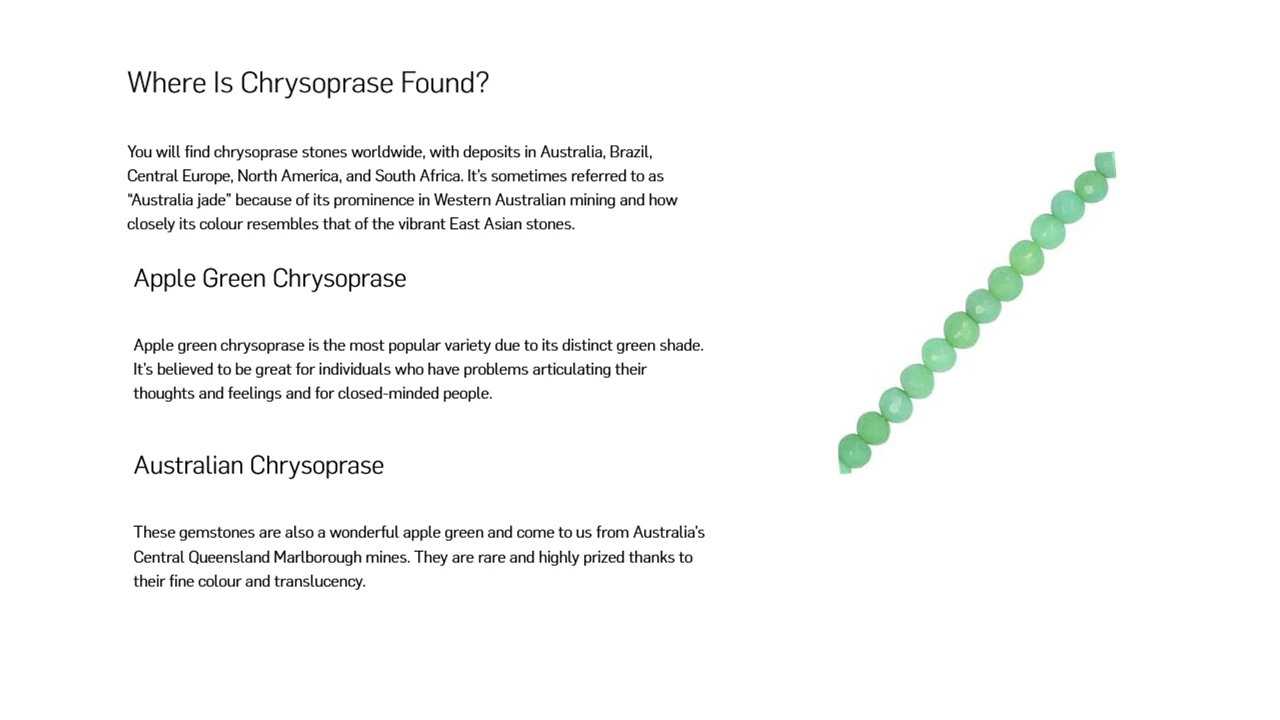 Where Is Chrysoprase Found?
You will find chrysoprase stones worldwide, with deposits in Australia, Brazil,
Central Europe, North America, and South Africa. It's sometimes referred to as
“Australia jade” because of its prominence in Western Australian mining and how
closely its colour resembles that of the vibrant East Asian stones.
Apple Green Chrysoprase
Apple green chrysoprase is the most popular variety due to its distinct green shade.
It's believed to be great for individuals who have problems articulating their
thoughts and feelings and for closed-minded people.
Australian Chrysoprase
These gemstones are also a wonderful apple green and come to us from Australia's
Central Queensland Marlborough mines. They are rare and highly prized thanks to
their fine colour and translucency.